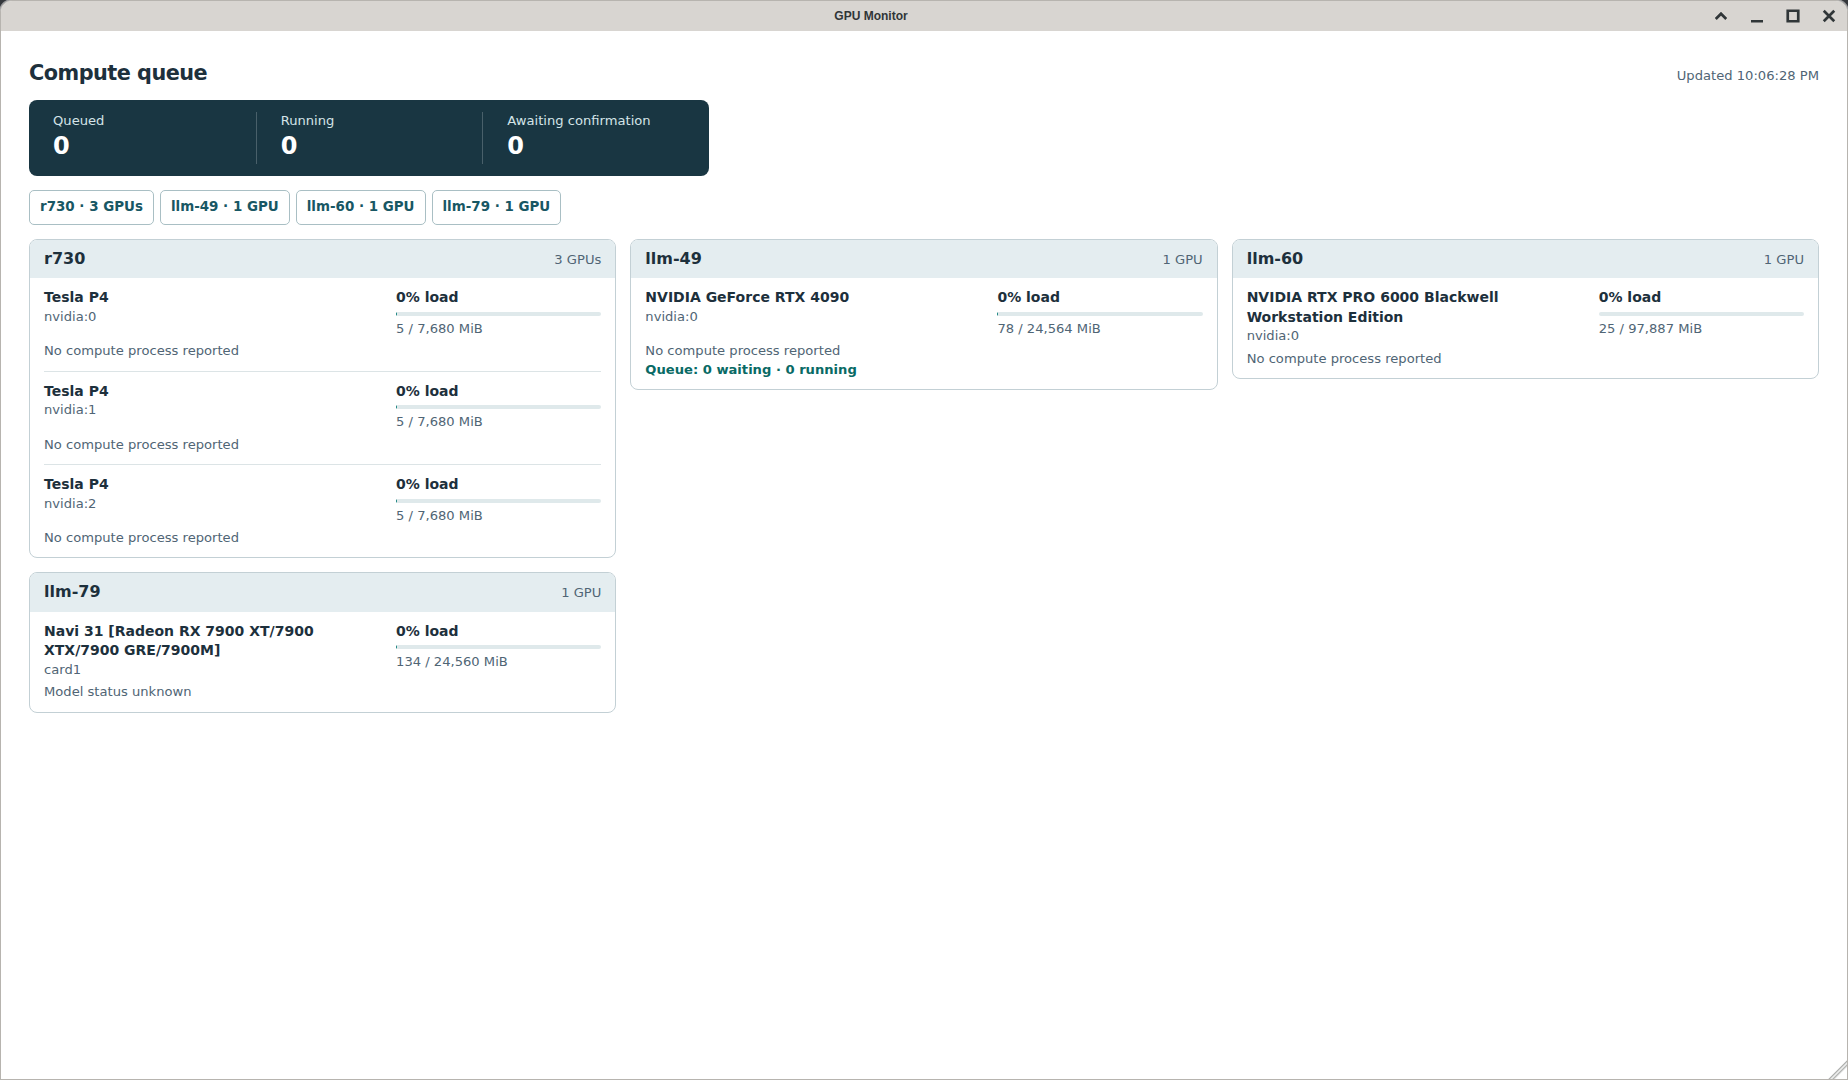 GPU Monitor
Compute queue
Updated 10:06:28 PM
Queued
0
Running
0
Awaiting confirmation
0
r730 · 3 GPUs
llm-49 · 1 GPU
llm-60 · 1 GPU
llm-79 · 1 GPU
r730
3 GPUs
Tesla P4
nvidia:0
0% load
5 / 7,680 MiB
No compute process reported
Tesla P4
nvidia:1
0% load
5 / 7,680 MiB
No compute process reported
Tesla P4
nvidia:2
0% load
5 / 7,680 MiB
No compute process reported
llm-49
1 GPU
NVIDIA GeForce RTX 4090
nvidia:0
0% load
78 / 24,564 MiB
No compute process reported
Queue: 0 waiting · 0 running
llm-60
1 GPU
NVIDIA RTX PRO 6000 Blackwell
Workstation Edition
nvidia:0
0% load
25 / 97,887 MiB
No compute process reported
llm-79
1 GPU
Navi 31 [Radeon RX 7900 XT/7900
XTX/7900 GRE/7900M]
card1
0% load
134 / 24,560 MiB
Model status unknown